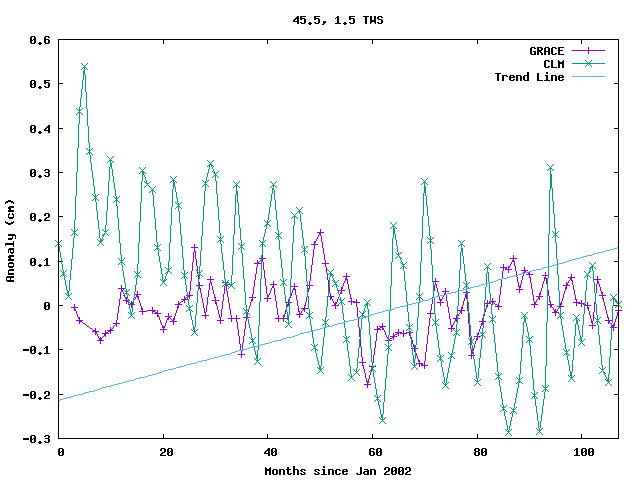 45.5, 1.5 TWS
GRACE
CLM
Trend Line
0.6
0.5
0.4
0.3
0.2
0.1
0
-0.1
-0.2
-0.3
Anomaly (cm)
0 20 40 60 80 100
Months since Jan 2002